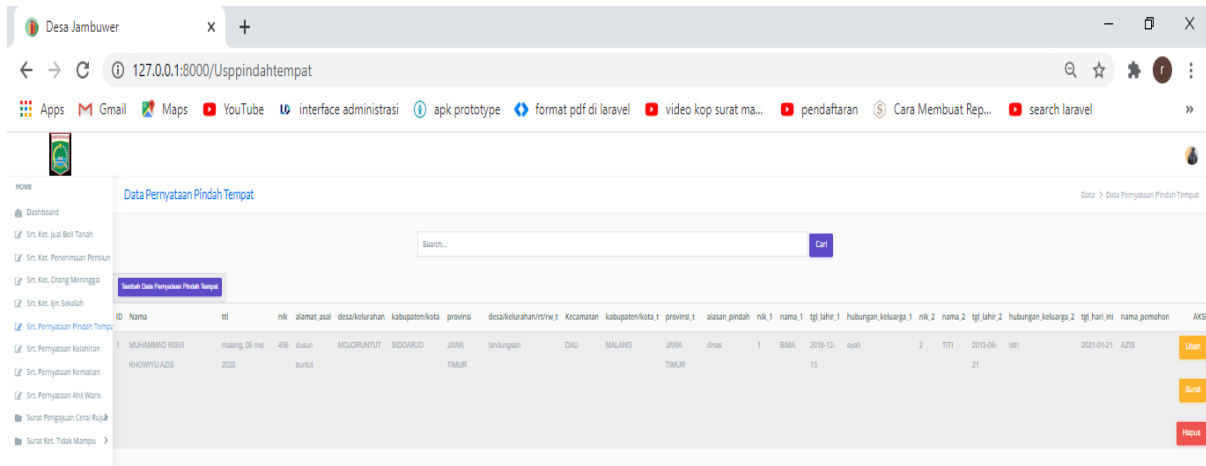 Desa Jambuwer
127.0.0.1:8000/Usppindahtempat
r
Apps Gmail Maps YouTube interface administrasi apk prototype format pdf di laravel video kop surat ma... pendaftaran Cara Membuat Rep... search laravel »
HOME
Data Pernyataan Pindah Tempat
Data > Data Pernyataan Pindah Tempat
Dashboard
Srt. Ket. Jual Beli Tanah
Srt. Ket. Penerimaan Pensiun
Srt. Ket. Orang Meninggal
Srt. Ket. Ijin Sekolah
Srt. Pernyataan Pindah Tempa
Srt. Pernyataan Kelahiran
Srt. Pernyataan Kematian
Srt. Pernyataan Ahli Waris
Surat Pengajuan Cerai Rujuk
Surat Ket. Tidak Mampu >
Search... Cari
Tambah Data Pernyataan Pindah Tempat
ID Nama ttl nik alamat_asal desa/kelurahan kabupaten/kota provinsi desa/kelurahan/rt/rw_t Kecamatan kabupaten/kota_t provinsi_t alasan_pindah nik_1 nama_1 tgl_lahir_1 hubungan_keluarga_1 nik_2 nama_2 tgl_lahir_2 hubungan_keluarga_2 tgl_hari_ini nama_pemohon AKSI
1 MUHAMMAD RISVI malang, 06 mei 456 dusun MOJORUNTUT SIDOARJO JAWA landungsari DAU MALANG JAWA dinas 1 BIMA 2016-12- ayah 2 TITI 2013-06- istri 2021-01-21 AZIS Ubah
KHOWIYU AZIS 2020 buntut TIMUR TIMUR 13 21
Surat
Hapus